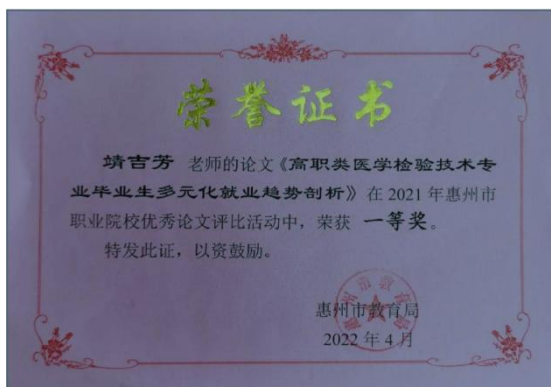 荣誉证书
靖吉芳 老师的论文《高职类医学检验技术专
业毕业生多元化就业趋势剖析》在2021年惠州市
职业院校优秀论文评比活动中，荣获 一等奖。
特发此证，以资鼓励。
惠州市教育局
2022年4月